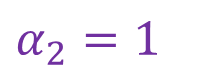 α₂ = 1